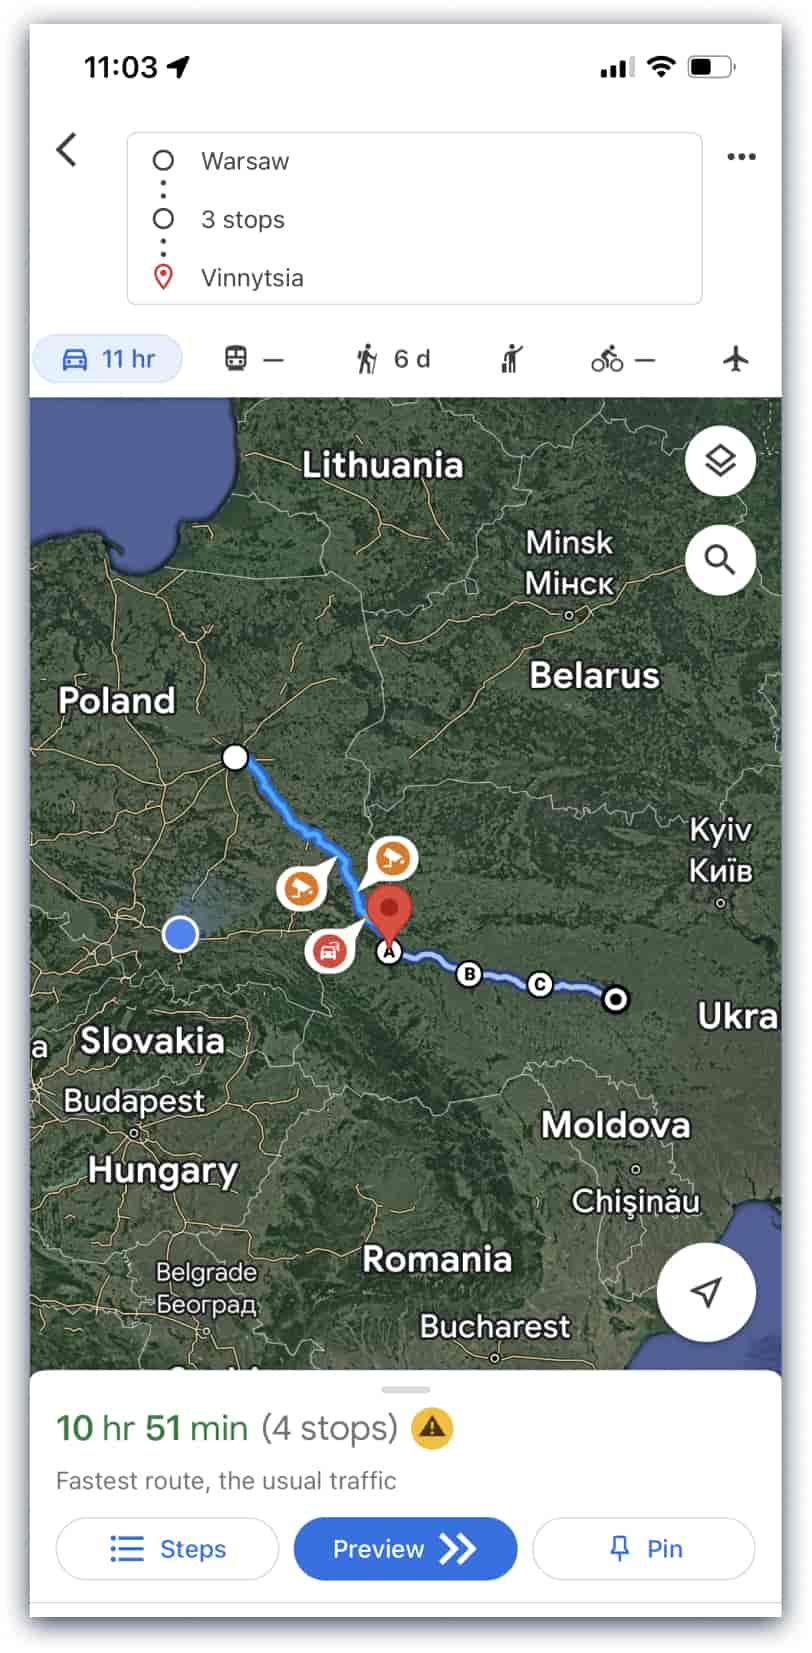 11:03
Warsaw
3 stops
Vinnytsia
11 hr
—
6 d
—
Lithuania
Minsk
Мінск
Belarus
Poland
Kyiv
Київ
A
B
C
Ukra
a
Slovakia
Budapest
Moldova
Hungary
Chișinău
Romania
Belgrade
Београд
Bucharest
10 hr 51 min (4 stops)
Fastest route, the usual traffic
Steps
Preview
Pin